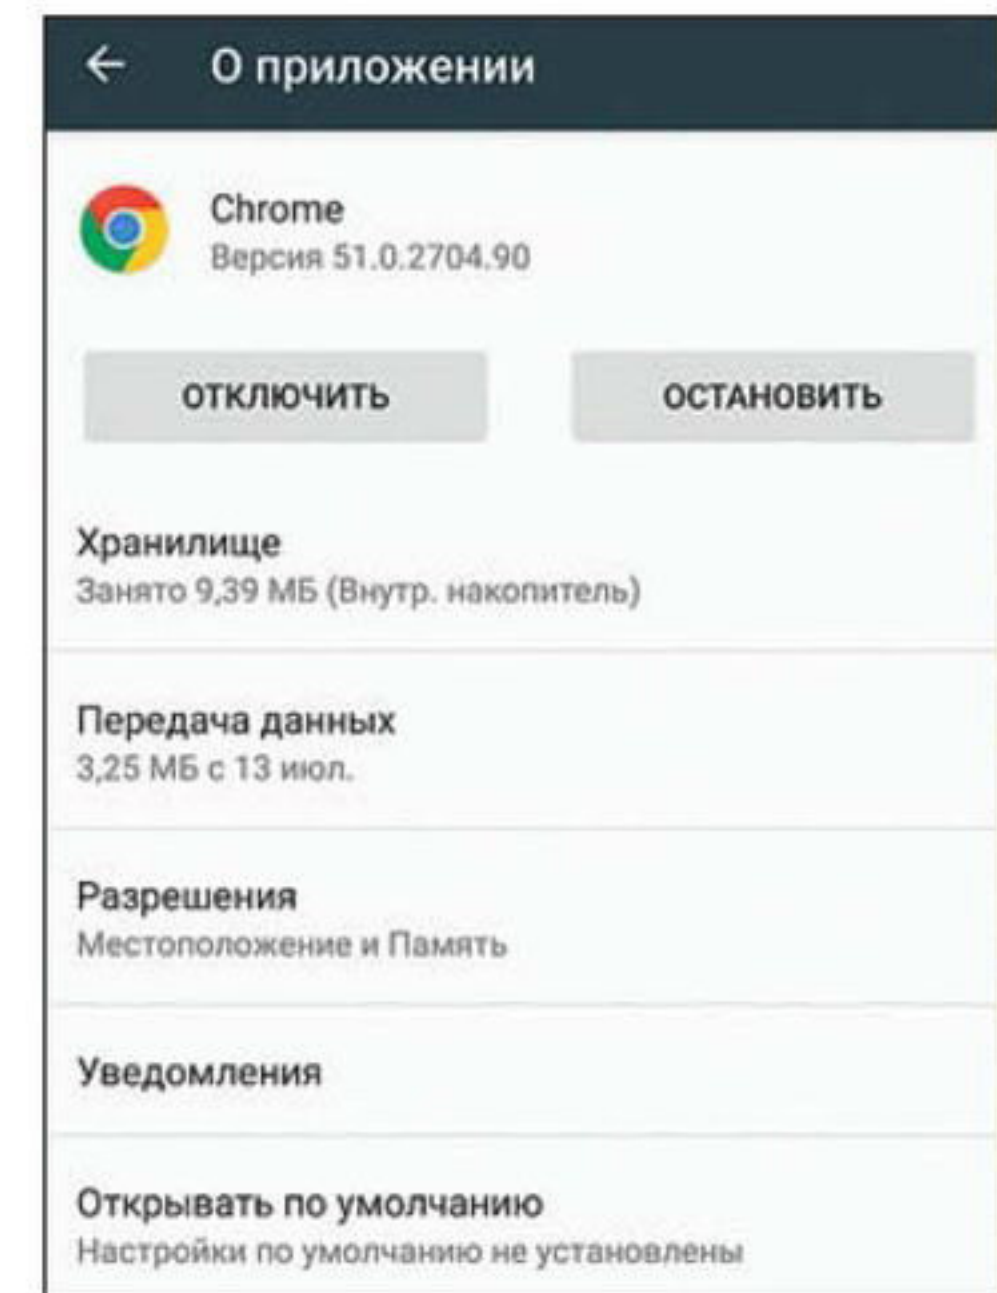 О приложении
Chrome
Версия 51.0.2704.90
ОТКЛЮЧИТЬ
ОСТАНОВИТЬ
Хранилище
Занято 9,39 МБ (Внутр. накопитель)
Передача данных
3,25 МБ с 13 июл.
Разрешения
Местоположение и Память
Уведомления
Открывать по умолчанию
Настройки по умолчанию не установлены